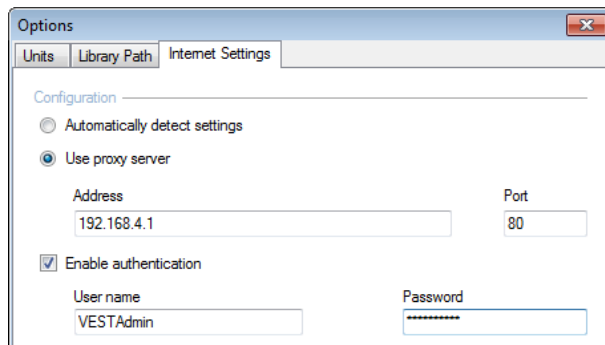 Options
Units Library Path Internet Settings
Configuration
Automatically detect settings
Use proxy server
Address Port
192.168.4.1 80
Enable authentication
User name Password
VESTAdmin **********